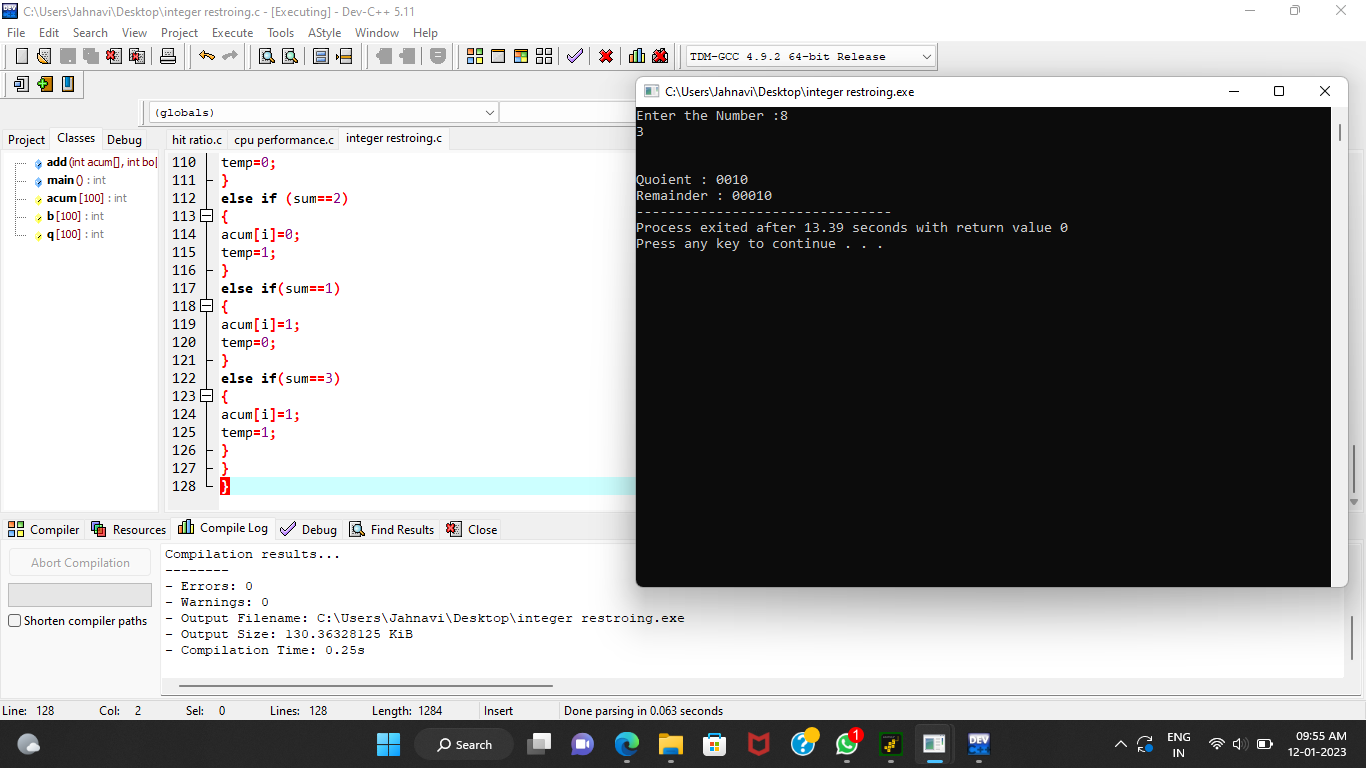 C:\Users\Jahnavi\Desktop\integer restroing.c - [Executing] - Dev-C++ 5.11
File Edit Search View Project Execute Tools AStyle Window Help
TDM-GCC 4.9.2 64-bit Release
(globals)
Project Classes Debug
hit ratio.c cpu performance.c integer restroing.c
add (int acum[], int bo
main () : int
acum [100] : int
b [100] : int
q [100] : int
110 temp=0;
111 }
112 else if (sum==2)
113 {
114 acum[i]=0;
115 temp=1;
116 }
117 else if(sum==1)
118 {
119 acum[i]=1;
120 temp=0;
121 }
122 else if(sum==3)
123 {
124 acum[i]=1;
125 temp=1;
126 }
127 }
128 }
C:\Users\Jahnavi\Desktop\integer restroing.exe
Enter the Number :8
3
Quoient : 0010
Remainder : 00010
--------------------------------
Process exited after 13.39 seconds with return value 0
Press any key to continue . . .
Compiler Resources Compile Log Debug Find Results Close
Abort Compilation
Shorten compiler paths
Compilation results...
--------
- Errors: 0
- Warnings: 0
- Output Filename: C:\Users\Jahnavi\Desktop\integer restroing.exe
- Output Size: 130.36328125 KiB
- Compilation Time: 0.25s
Line: 128 Col: 2 Sel: 0 Lines: 128 Length: 1284 Insert Done parsing in 0.063 seconds
Search
1
DEV
ENG
IN
09:55 AM
12-01-2023